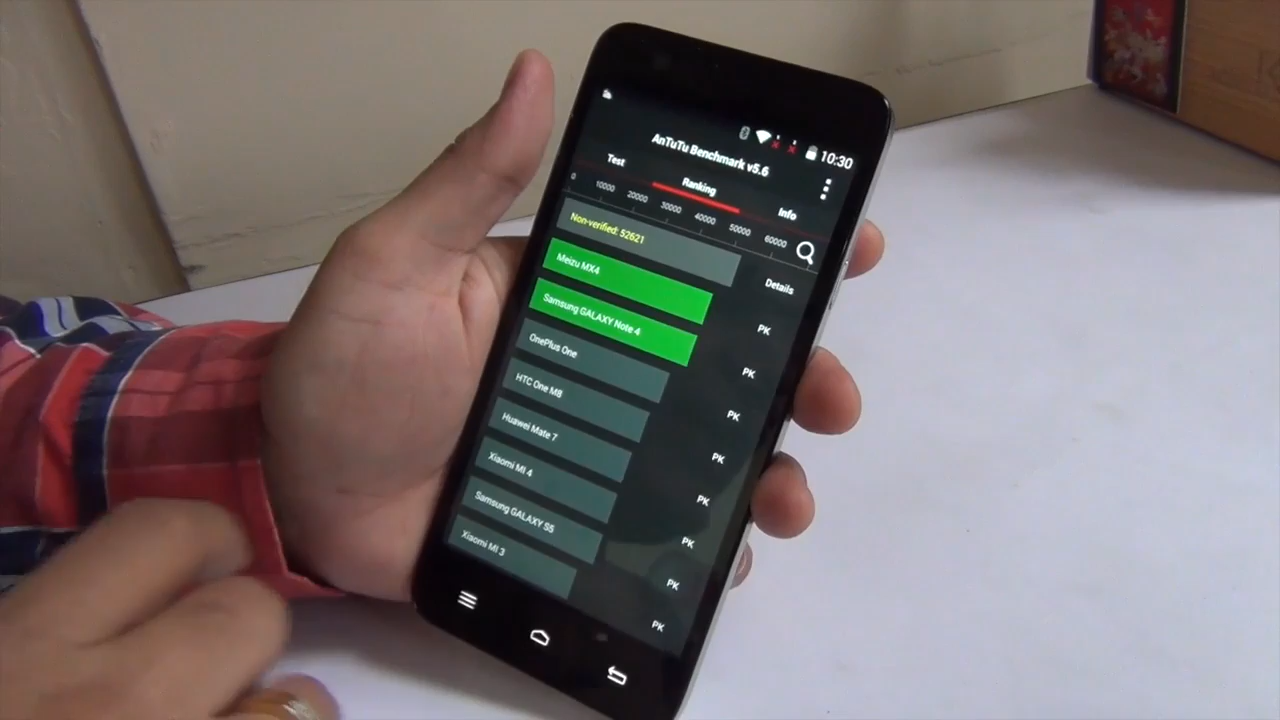 10:30
AnTuTu Benchmark v5.6
Test
Ranking
Info
0 10000 20000 30000 40000 50000 60000
Non-verified: 52621
Details
Meizu MX4
PK
Samsung GALAXY Note 4
PK
OnePlus One
PK
HTC One M8
PK
Huawei Mate 7
PK
Xiaomi MI 4
PK
Samsung GALAXY S5
PK
Xiaomi MI 3
PK